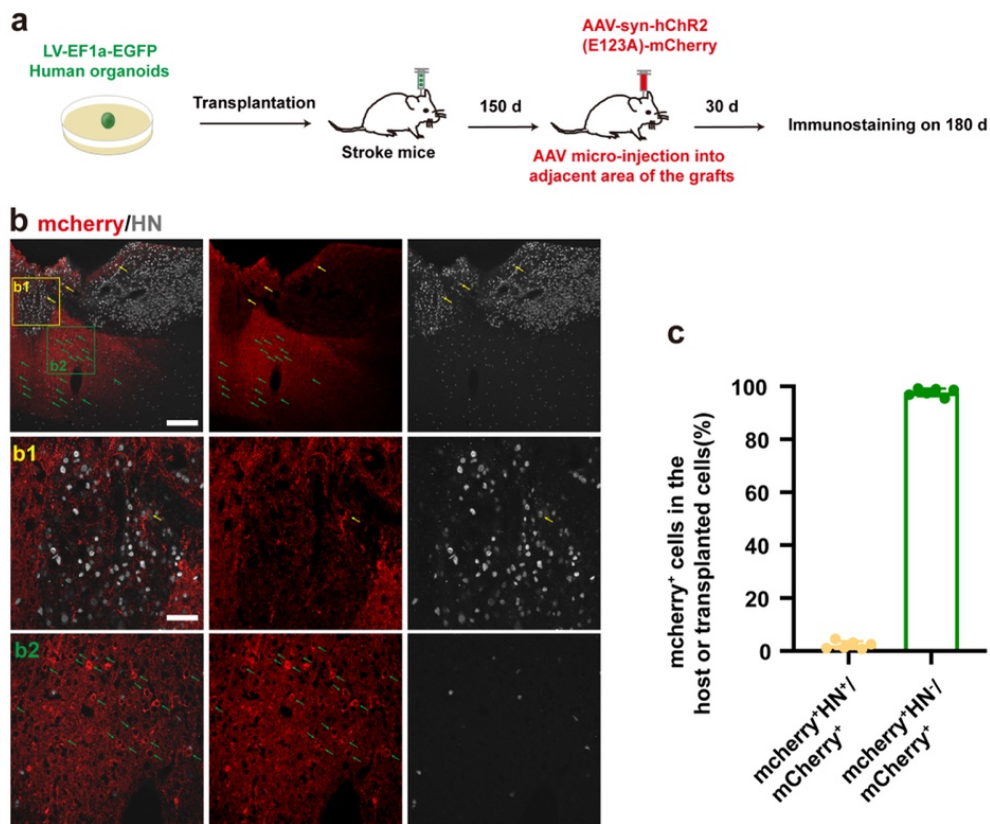 a
LV-EF1a-EGFP
Human organoids
Transplantation
Stroke mice
150 d
AAV-syn-hChR2
(E123A)-mCherry
AAV micro-injection into
adjacent area of the grafts
30 d
Immunostaining on 180 d
b mcherry/HN
b1
b2
b1
b2
c
mcherry⁺ cells in the
host or transplanted cells(%)
100
80
60
40
20
0
mcherry⁺HN⁺/
mCherry⁺
mcherry⁺HN⁻/
mCherry⁺